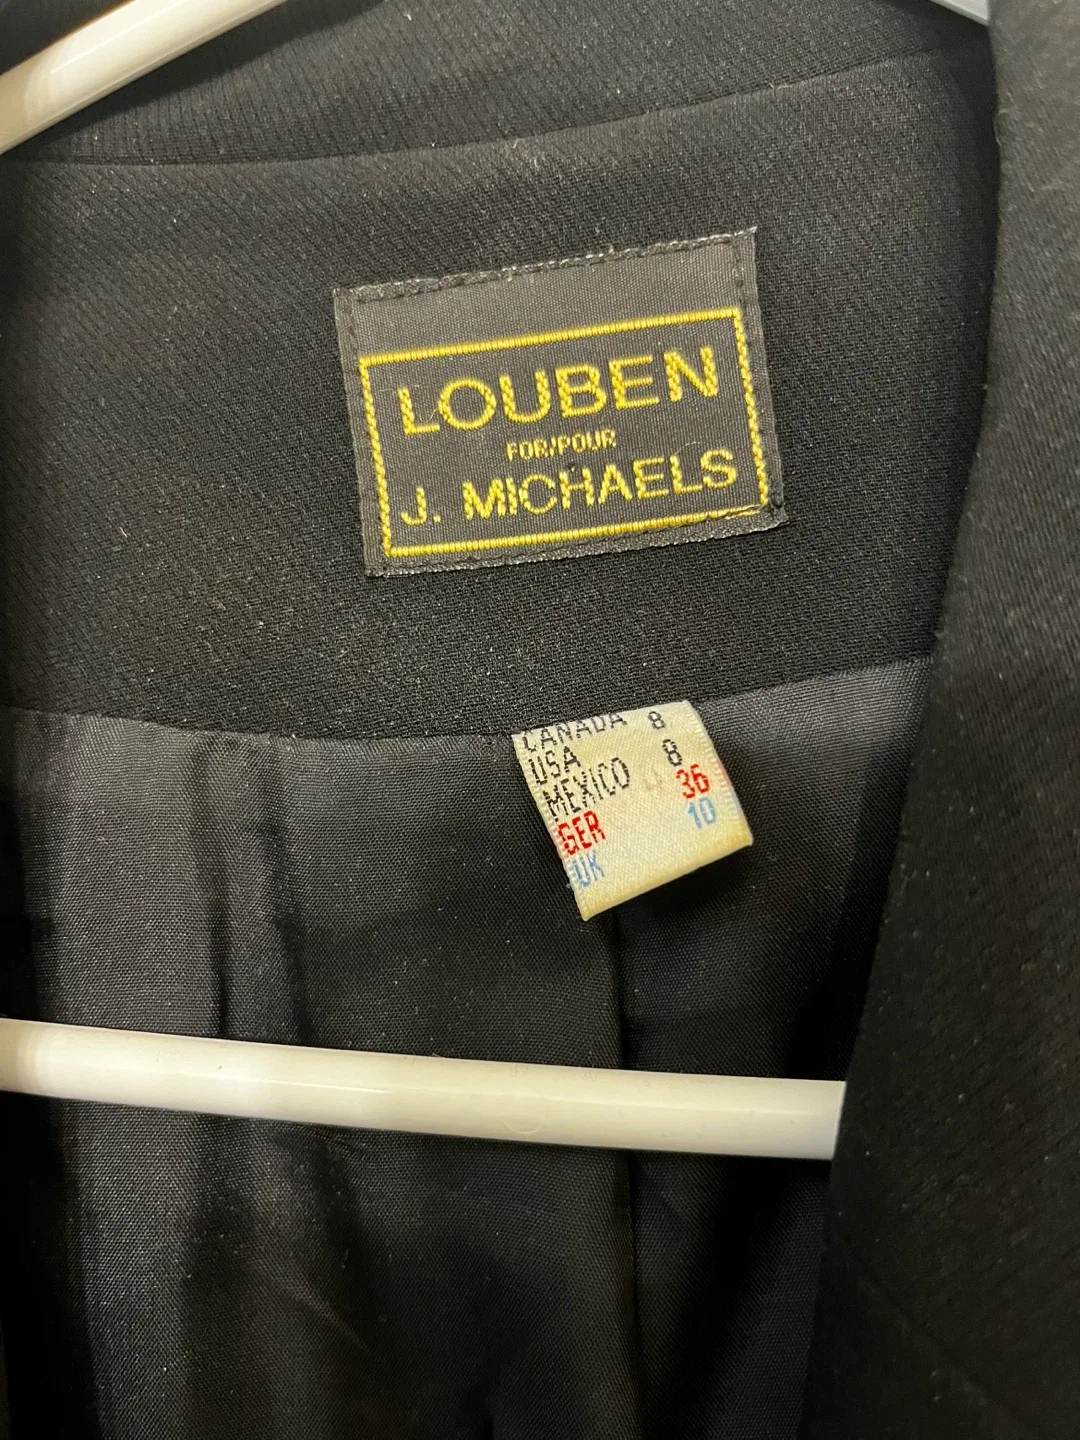 LOUBEN
FOR/POUR
J. MICHAELS
CANADA 8
USA 8
MEXICO
GER 36
UK 10